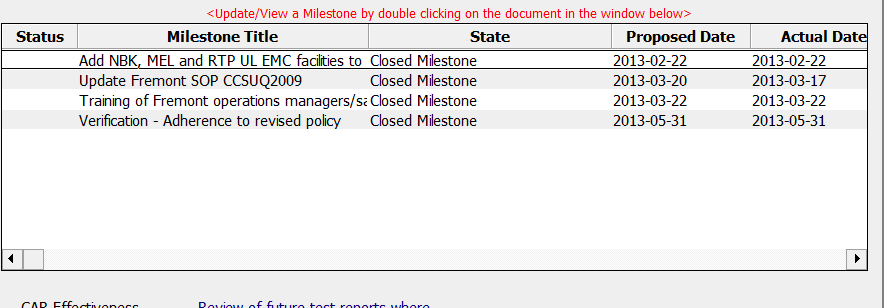 <Update/View a Milestone by double clicking on the document in the window below>
Status Milestone Title State Proposed Date Actual Date
Add NBK, MEL and RTP UL EMC facilities to Closed Milestone 2013-02-22 2013-02-22
Update Fremont SOP CCSUQ2009 Closed Milestone 2013-03-20 2013-03-17
Training of Fremont operations managers/sa Closed Milestone 2013-03-22 2013-03-22
Verification - Adherence to revised policy Closed Milestone 2013-05-31 2013-05-31
CAR Effectiveness Review of future test reports where